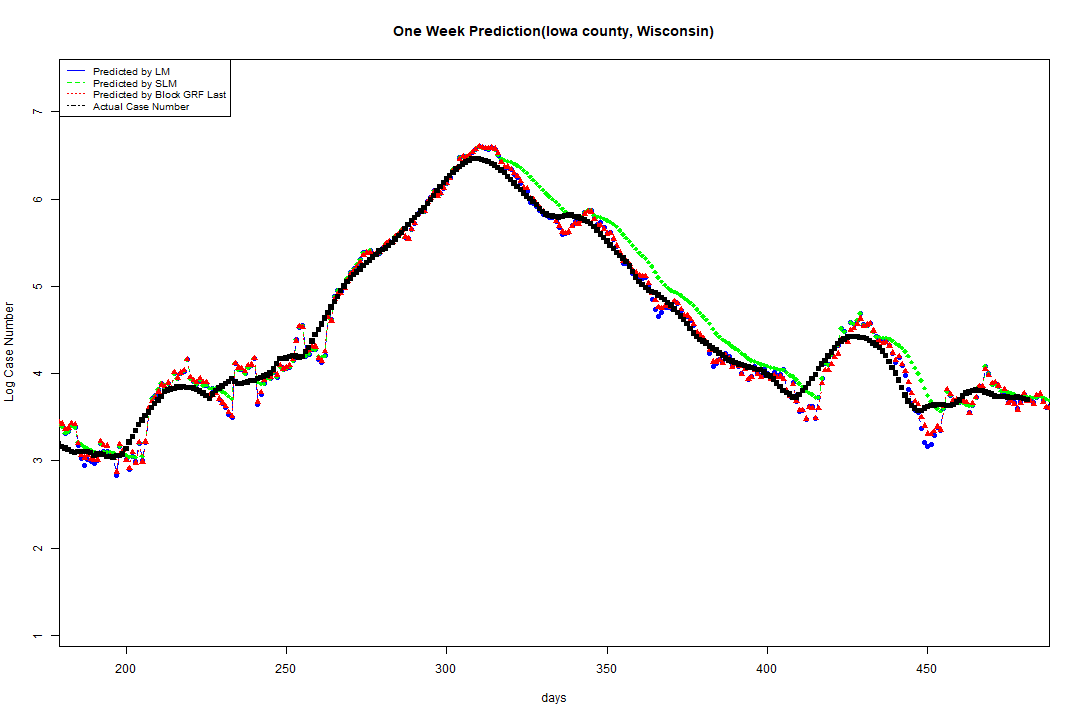 One Week Prediction(Iowa county, Wisconsin)
Predicted by LM
Predicted by SLM
Predicted by Block GRF Last
Actual Case Number
7
6
5
4
3
2
1
Log Case Number
200 250 300 350 400 450
days